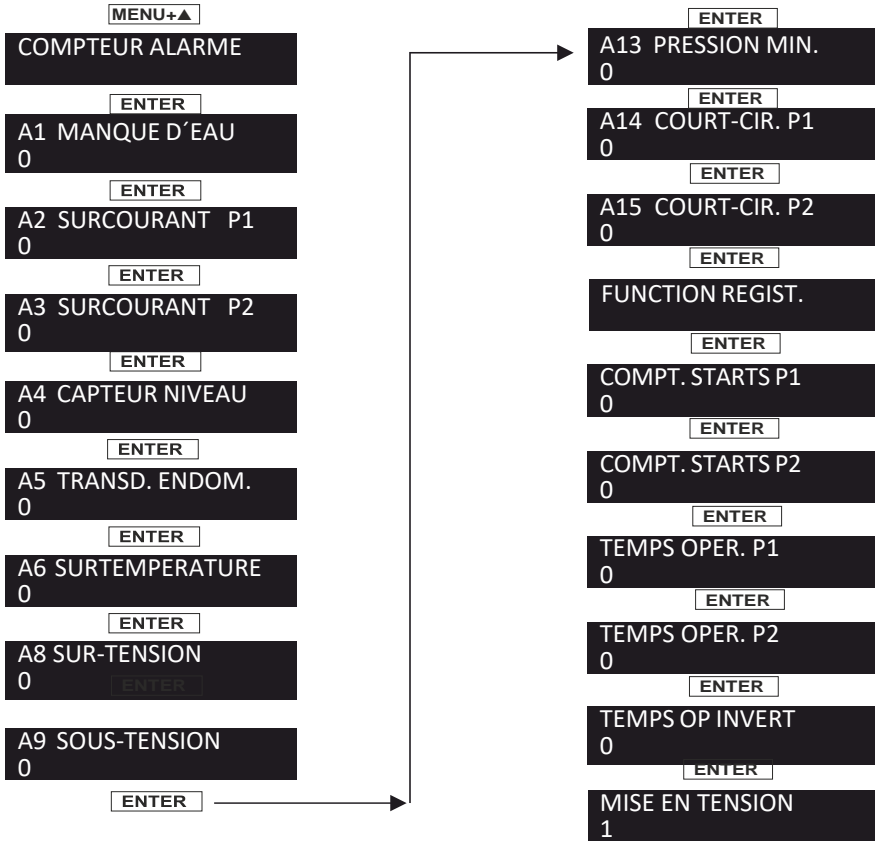 MENU+▲
COMPTEUR ALARME
ENTER
A1 MANQUE D´EAU
0
ENTER
A2 SURCOURANT P1
0
ENTER
A3 SURCOURANT P2
0
ENTER
A4 CAPTEUR NIVEAU
0
ENTER
A5 TRANSD. ENDOM.
0
ENTER
A6 SURTEMPERATURE
0
ENTER
A8 SUR-TENSION
0
ENTER
A9 SOUS-TENSION
0
ENTER
ENTER
A13 PRESSION MIN.
0
ENTER
A14 COURT-CIR. P1
0
ENTER
A15 COURT-CIR. P2
0
ENTER
FUNCTION REGIST.
ENTER
COMPT. STARTS P1
0
ENTER
COMPT. STARTS P2
0
ENTER
TEMPS OPER. P1
0
ENTER
TEMPS OPER. P2
0
ENTER
TEMPS OP INVERT
0
ENTER
MISE EN TENSION
1